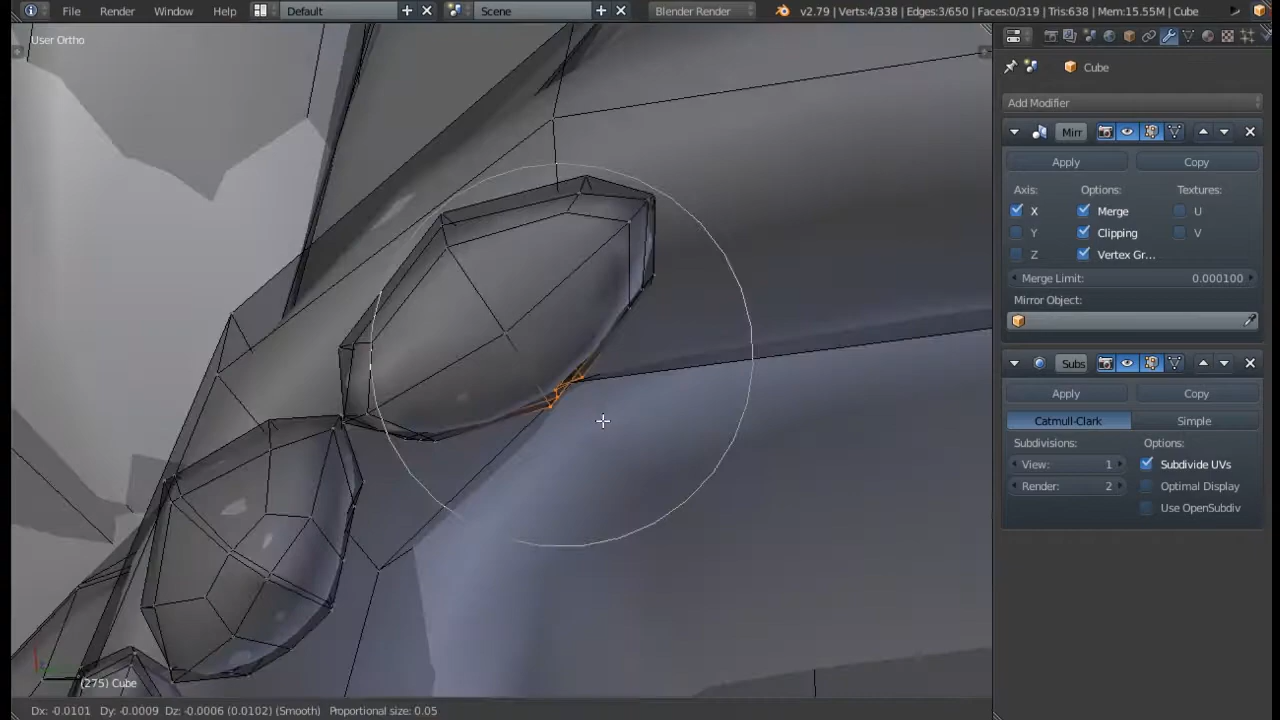 File Render Window Help Default Scene Blender Render v2.79 | Verts:4/338 | Edges:3/650 | Faces:0/319 | Tris:638 | Mem:15.55M | Cube
User Ortho
Cube
Add Modifier
Mirr
Apply Copy
Axis: Options: Textures:
X Merge U
Y Clipping V
Z Vertex Gr...
Merge Limit: 0.000100
Mirror Object:
Subs
Apply Copy
Catmull-Clark Simple
Subdivisions: Options:
View: 1 Subdivide UVs
Render: 2 Optimal Display
Use OpenSubdiv
(275) Cube
Dx: -0.0101 Dy: -0.0009 Dz: -0.0006 (0.0102) (Smooth) Proportional size: 0.05